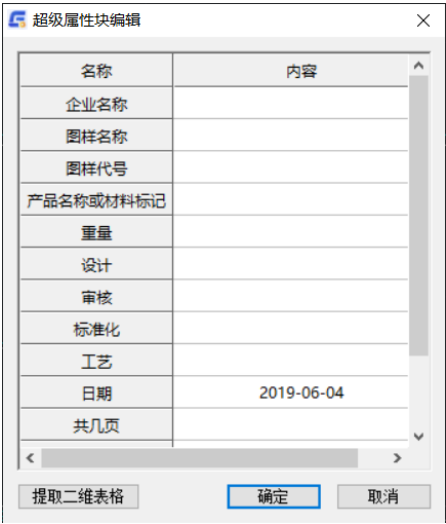 超级属性块编辑
名称 内容
企业名称
图样名称
图样代号
产品名称或材料标记
重量
设计
审核
标准化
工艺
日期 2019-06-04
共几页
提取二维表格 确定 取消